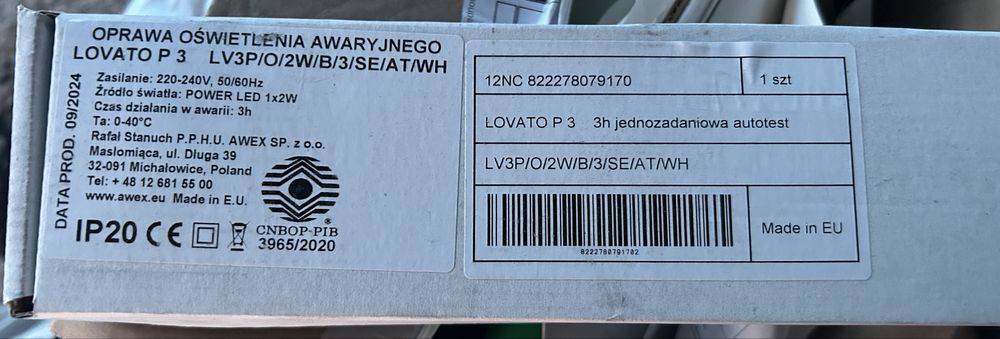 OPRAWA OŚWIETLENIA AWARYJNEGO
LOVATO P 3 LV3P/O/2W/B/3/SE/AT/WH
Zasilanie: 220-240V, 50/60Hz
Źródło światła: POWER LED 1x2W
Czas działania w awarii: 3h
Ta: 0-40°C
Rafał Stanuch P.P.H.U. AWEX SP. z o.o.
Masłomiąca, ul. Długa 39
32-091 Michałowice, Poland
Tel: + 48 12 681 55 00
www.awex.eu Made in E.U.
DATA PROD. 09/2024
IP20 CE
CNBOP-PIB ®
3965/2020
12NC 822278079170
1 szt
LOVATO P 3 3h jednozadaniowa autotest
LV3P/O/2W/B/3/SE/AT/WH
8222780791702
Made in EU